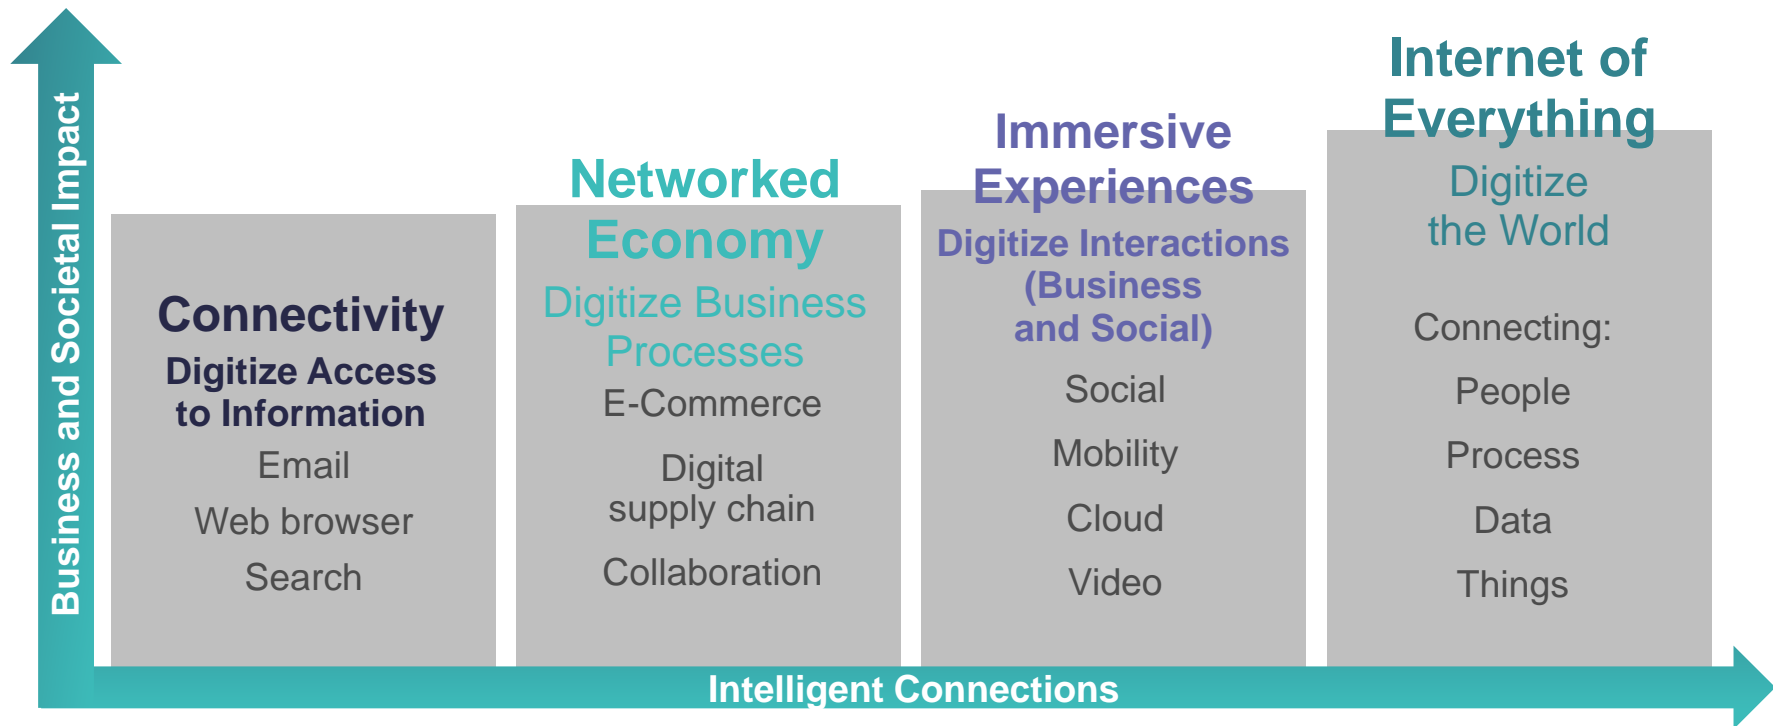 Business and Societal Impact
Connectivity
Digitize Access
to Information
Email
Web browser
Search
Networked
Economy
Digitize Business
Processes
E-Commerce
Digital
supply chain
Collaboration
Immersive
Experiences
Digitize Interactions
(Business
and Social)
Social
Mobility
Cloud
Video
Internet of
Everything
Digitize
the World
Connecting:
People
Process
Data
Things
Intelligent Connections